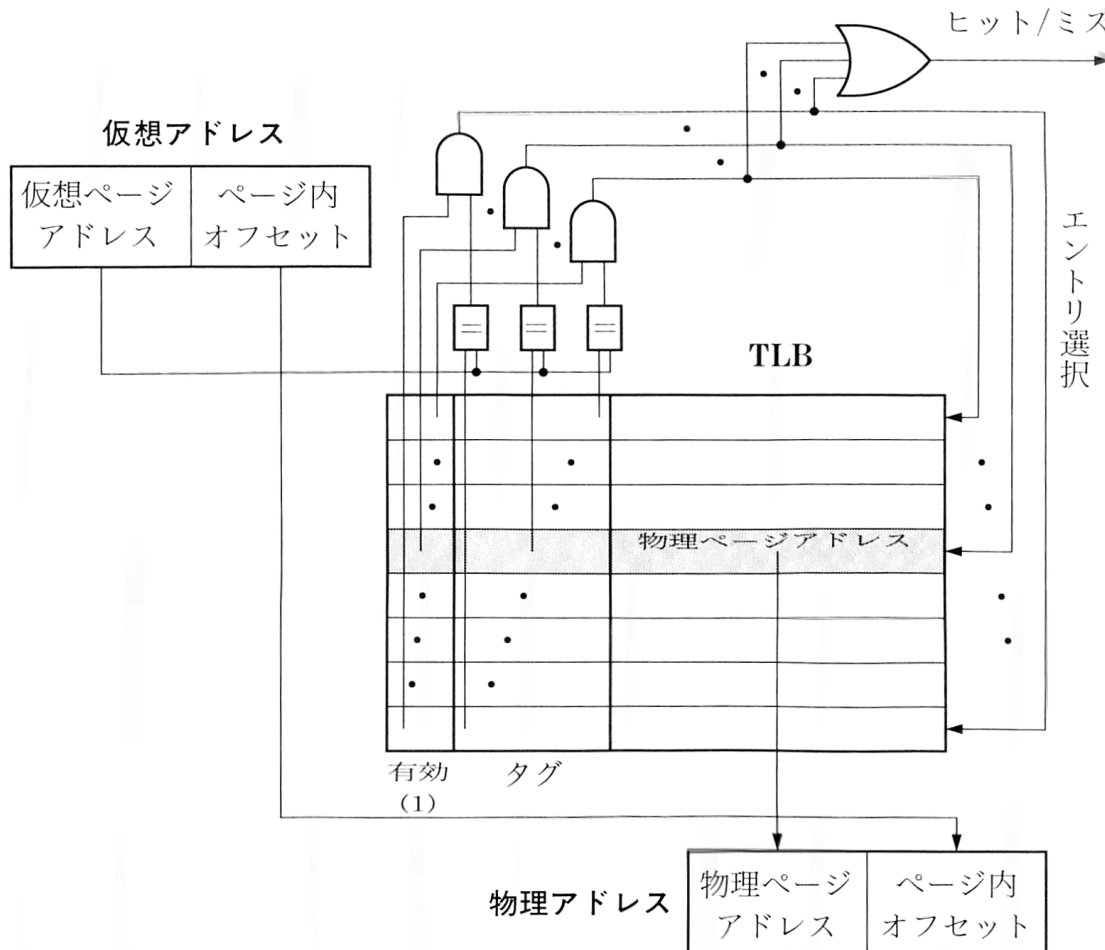 ヒット/ミス
仮想アドレス
仮想ページ
アドレス
ページ内
オフセット
=
=
=
エントリ選択
TLB
物理ページアドレス
有効
(1)
タグ
物理アドレス
物理ページ
アドレス
ページ内
オフセット